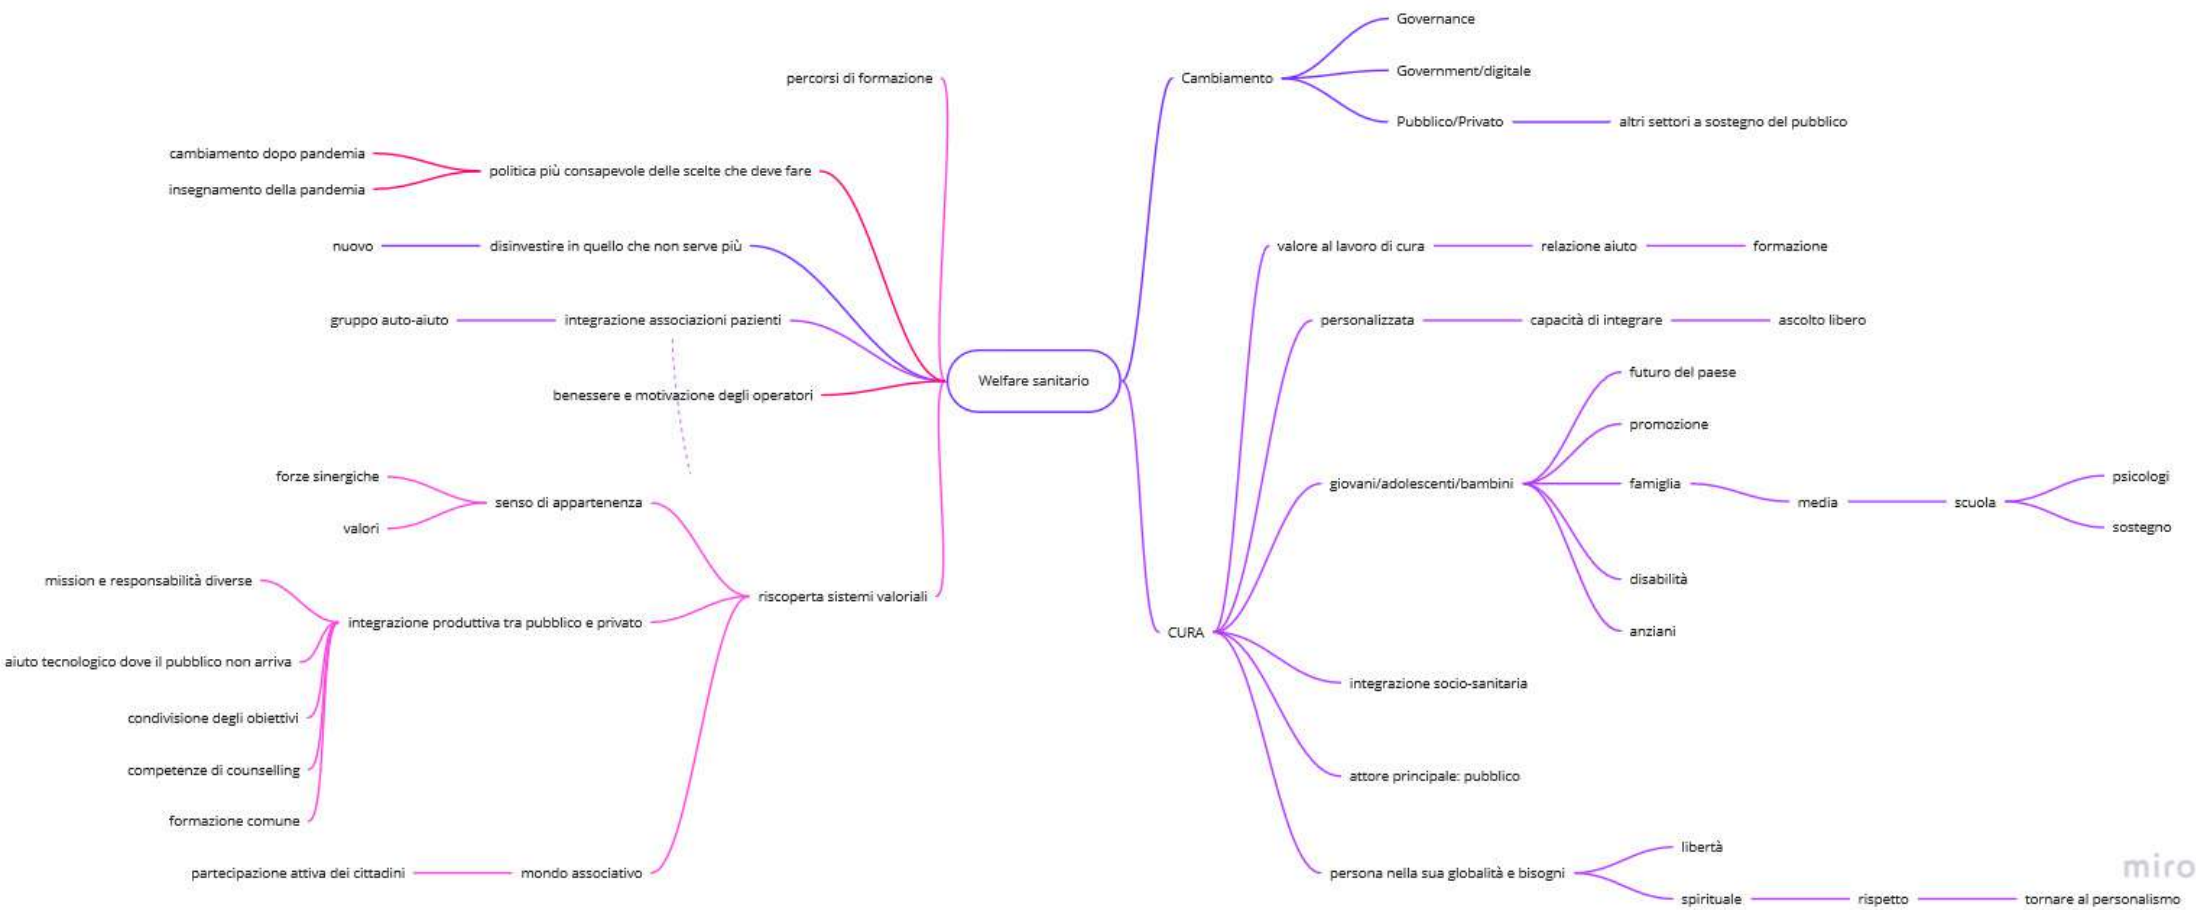 Governance
percorsi di formazione
Cambiamento
Government/digitale
Pubblico/Privato
altri settori a sostegno del pubblico
cambiamento dopo pandemia
politica più consapevole delle scelte che deve fare
insegnamento della pandemia
nuovo
disinvestire in quello che non serve più
valore al lavoro di cura
relazione aiuto
formazione
gruppo auto-aiuto
integrazione associazioni pazienti
personalizzata
capacità di integrare
ascolto libero
Welfare sanitario
benessere e motivazione degli operatori
futuro del paese
promozione
giovani/adolescenti/bambini
famiglia
media
scuola
psicologi
sostegno
disabilità
anziani
forze sinergiche
senso di appartenenza
valori
mission e responsabilità diverse
riscoperta sistemi valoriali
integrazione produttiva tra pubblico e privato
CURA
aiuto tecnologico dove il pubblico non arriva
integrazione socio-sanitaria
condivisione degli obiettivi
competenze di counselling
attore principale: pubblico
formazione comune
partecipazione attiva dei cittadini
mondo associativo
persona nella sua globalità e bisogni
libertà
spirituale
rispetto
tornare al personalismo
miro